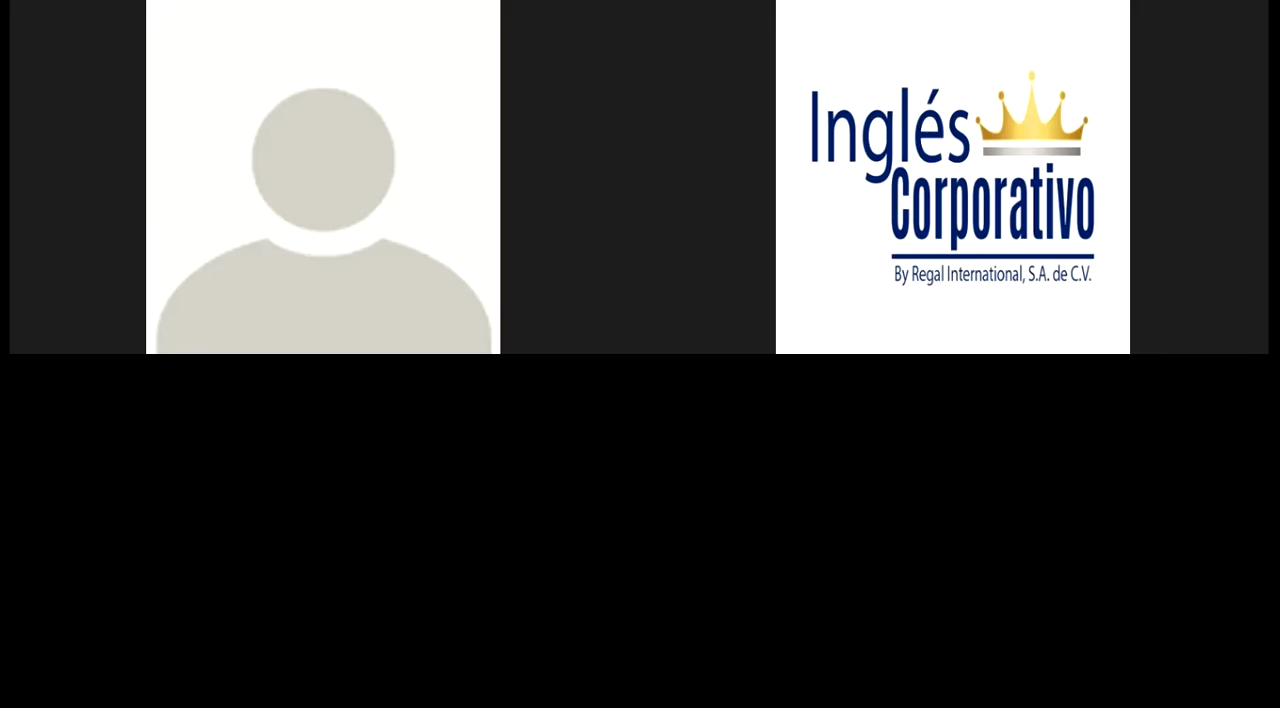 Inglés
Corporativo
By Regal International, S.A. de C.V.